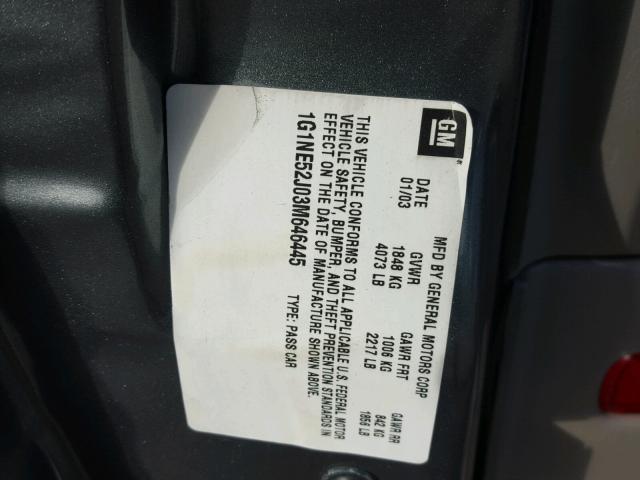 GM
MFD BY GENERAL MOTORS CORP
DATE GVWR GAWR FRT GAWR RR
01/03 1848 KG 1006 KG 842 KG
4073 LB 2217 LB 1856 LB
THIS VEHICLE CONFORMS TO ALL APPLICABLE U.S. FEDERAL MOTOR
VEHICLE SAFETY, BUMPER, AND THEFT PREVENTION STANDARDS IN
EFFECT ON THE DATE OF MANUFACTURE SHOWN ABOVE.
1G1NE52J03M646445 TYPE: PASS CAR